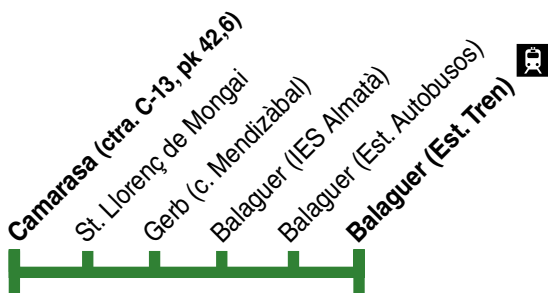 Camarasa (ctra. C-13, pk 42,6)
St. Llorenç de Mongai
Gerb (c. Mendizàbal)
Balaguer (IES Almatà)
Balaguer (Est. Autobusos)
Balaguer (Est. Tren)